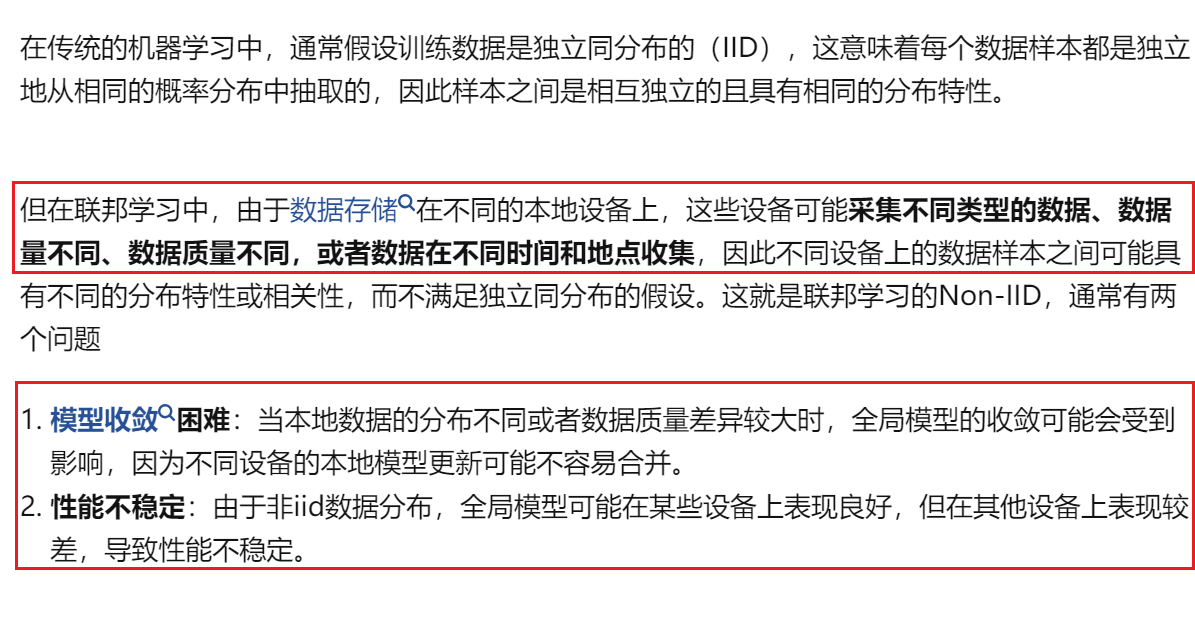 在传统的机器学习中，通常假设训练数据是独立同分布的（IID），这意味着每个数据样本都是独立
地从相同的概率分布中抽取的，因此样本之间是相互独立的且具有相同的分布特性。
但在联邦学习中，由于数据存储在不同的本地设备上，这些设备可能采集不同类型的数据、数据
量不同、数据质量不同，或者数据在不同时间和地点收集，因此不同设备上的数据样本之间可能具
有不同的分布特性或相关性，而不满足独立同分布的假设。这就是联邦学习的Non-IID，通常有两
个问题
1. 模型收敛困难：当本地数据的分布不同或者数据质量差异较大时，全局模型的收敛可能会受到
影响，因为不同设备的本地模型更新可能不容易合并。
2. 性能不稳定：由于非iid数据分布，全局模型可能在某些设备上表现良好，但在其他设备上表现较
差，导致性能不稳定。